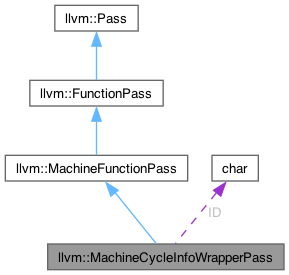 llvm::Pass
llvm::FunctionPass
llvm::MachineFunctionPass
char
ID
llvm::MachineCycleInfoWrapperPass